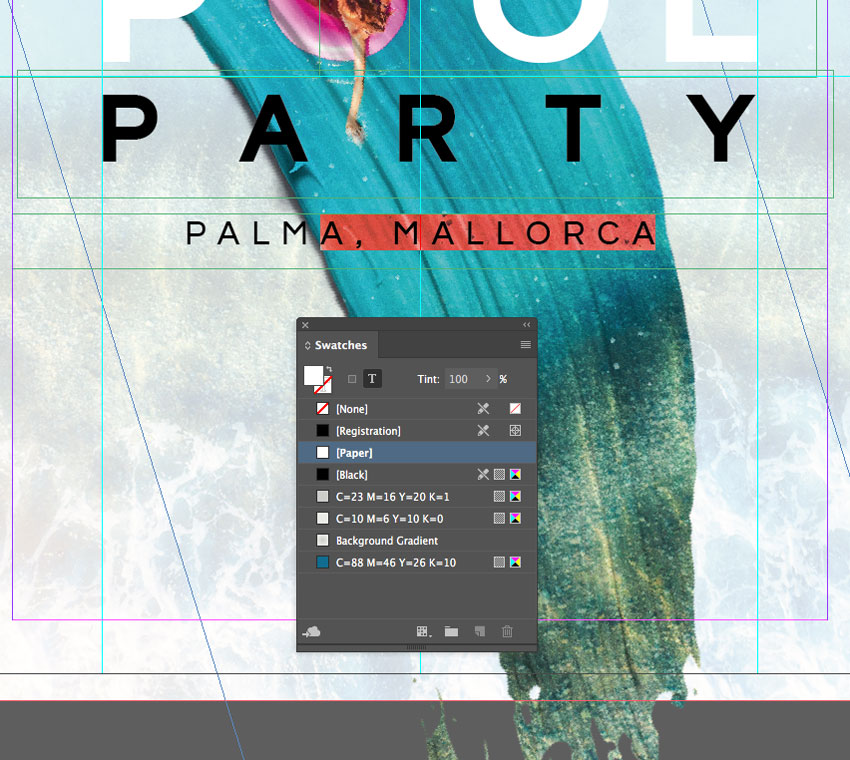 POOL
PARTY
PALMA, MALLORCA
Swatches
T Tint: 100 %
[None]
[Registration]
[Paper]
[Black]
C=23 M=16 Y=20 K=1
C=10 M=6 Y=10 K=0
Background Gradient
C=88 M=46 Y=26 K=10